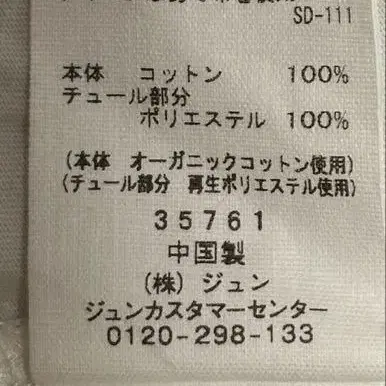 SD-111
本体 コットン 100%
チュール部分
ポリエステル 100%
(本体 オーガニックコットン使用)
(チュール部分 再生ポリエステル使用)
35761
中国製
(株) ジュン
ジュンカスタマーセンター
0120-298-133